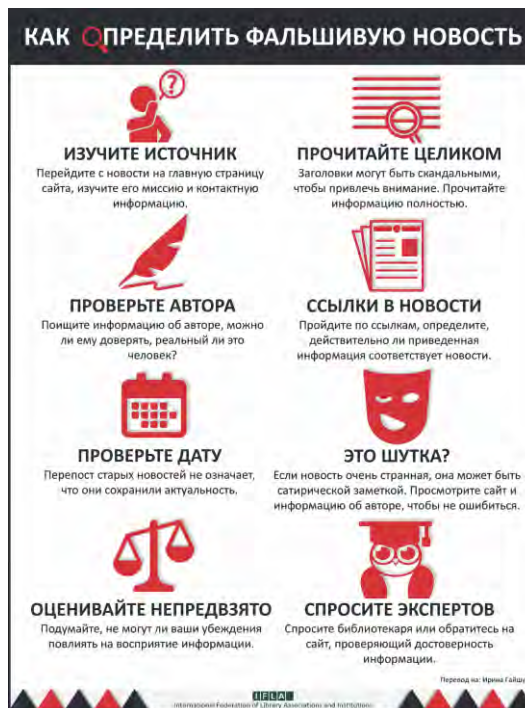 КАК ОПРЕДЕЛИТЬ ФАЛЬШИВУЮ НОВОСТЬ
?
ИЗУЧИТЕ ИСТОЧНИК
Перейдите с новости на главную страницу
сайта, изучите его миссию и контактную
информацию.
ПРОЧИТАЙТЕ ЦЕЛИКОМ
Заголовки могут быть скандальными,
чтобы привлечь внимание. Прочитайте
информацию полностью.
ПРОВЕРЬТЕ АВТОРА
Поищите информацию об авторе, можно
ли ему доверять, реальный ли это
человек?
ССЫЛКИ В НОВОСТИ
Пройдите по ссылкам, определите,
действительно ли приведенная
информация соответствует новости.
ПРОВЕРЬТЕ ДАТУ
Перепост старых новостей не означает,
что они сохранили актуальность.
ЭТО ШУТКА?
Если новость очень странная, она может быть
сатирической заметкой. Просмотрите сайт и
информацию об авторе, чтобы не ошибиться.
ОЦЕНИВАЙТЕ НЕПРЕДВЗЯТО
Подумайте, не могут ли ваши убеждения
повлиять на восприятие информации.
СПРОСИТЕ ЭКСПЕРТОВ
Спросите библиотекаря или обратитесь на
сайт, проверяющий достоверность
информации.
Перевод на: Ирина Гайш
IFLA
International Federation of Library Associations and Institutions